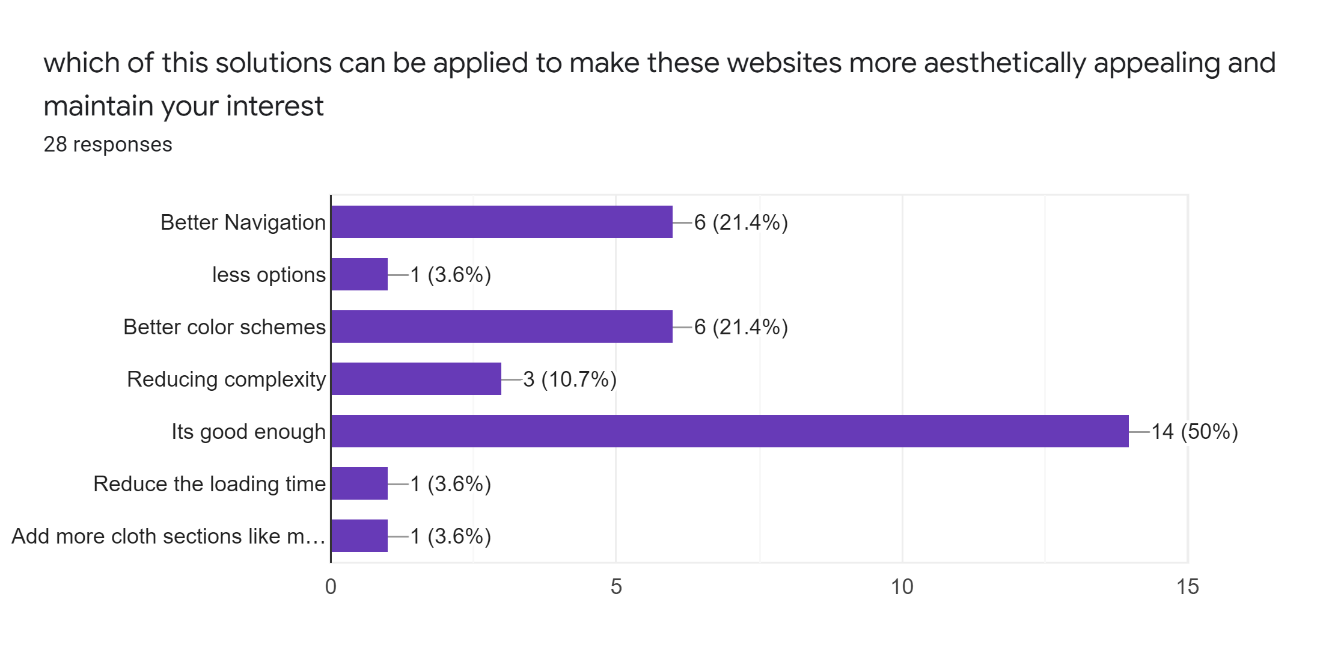 which of this solutions can be applied to make these websites more aesthetically appealing and
maintain your interest
28 responses
Better Navigation 6 (21.4%)
less options 1 (3.6%)
Better color schemes 6 (21.4%)
Reducing complexity 3 (10.7%)
Its good enough 14 (50%)
Reduce the loading time 1 (3.6%)
Add more cloth sections like m… 1 (3.6%)
0 5 10 15